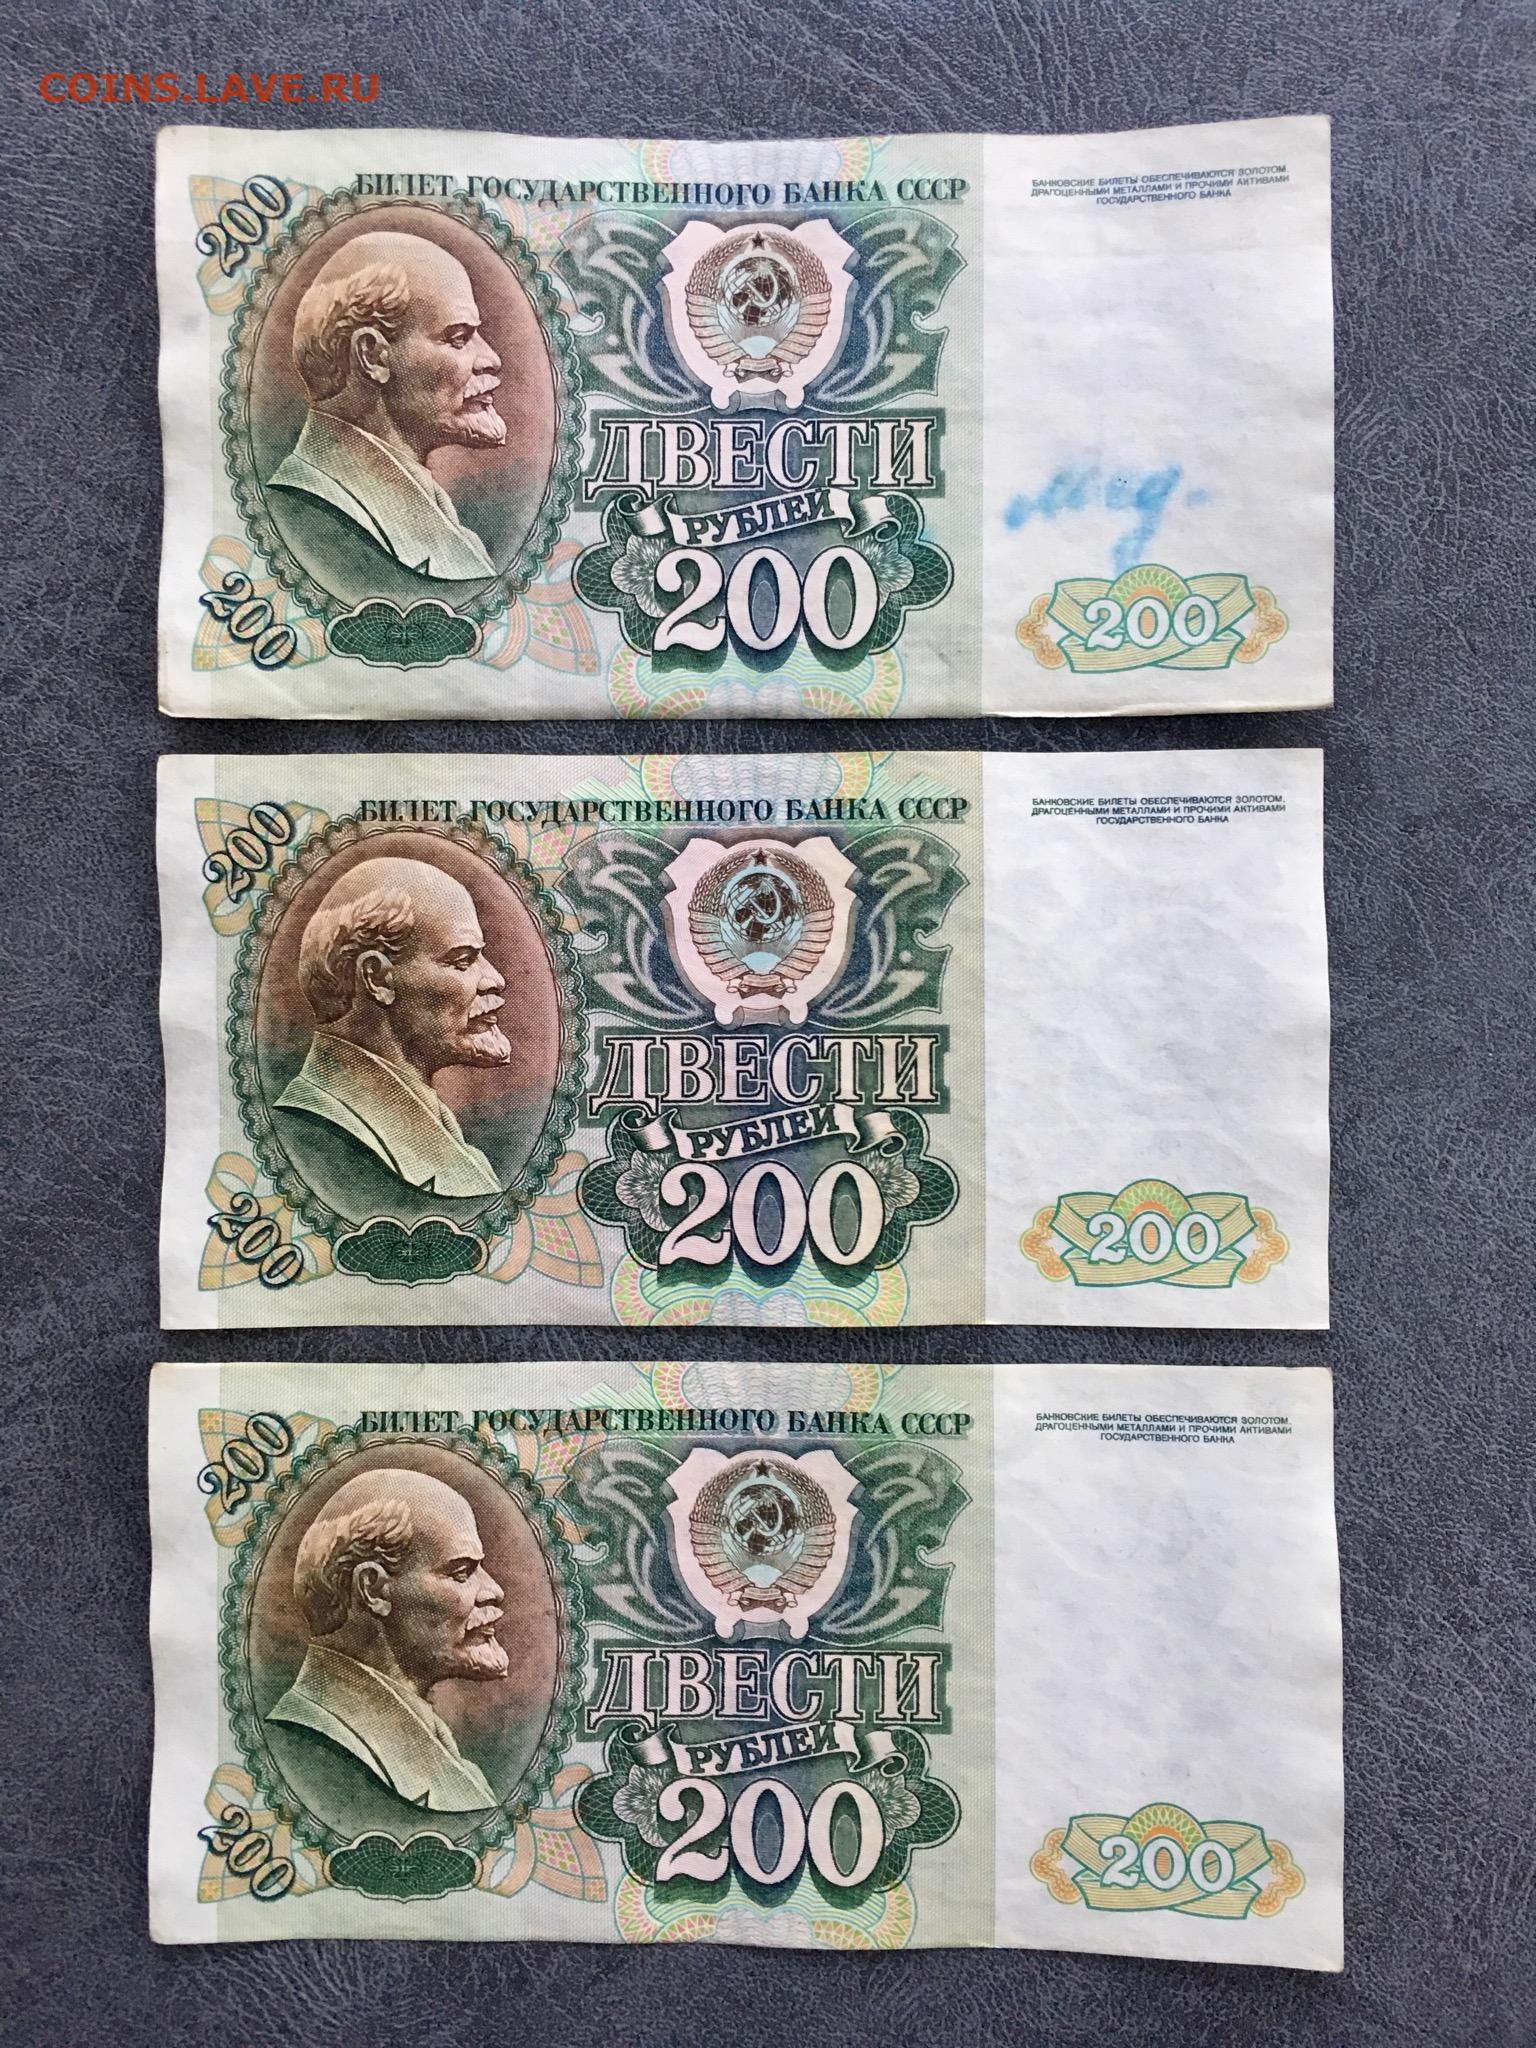 COINS.LAVE.RU
БИЛЕТ ГОСУДАРСТВЕННОГО БАНКА СССР
БАНКОВСКИЕ БИЛЕТЫ ОБЕСПЕЧИВАЮТСЯ ЗОЛОТОМ,
ДРАГОЦЕННЫМИ МЕТАЛЛАМИ И ПРОЧИМИ АКТИВАМИ
ГОСУДАРСТВЕННОГО БАНКА
200
ДВЕСТИ
РУБЛЕЙ
200
200
200
БИЛЕТ ГОСУДАРСТВЕННОГО БАНКА СССР
БАНКОВСКИЕ БИЛЕТЫ ОБЕСПЕЧИВАЮТСЯ ЗОЛОТОМ,
ДРАГОЦЕННЫМИ МЕТАЛЛАМИ И ПРОЧИМИ АКТИВАМИ
ГОСУДАРСТВЕННОГО БАНКА
200
ДВЕСТИ
РУБЛЕЙ
200
200
200
БИЛЕТ ГОСУДАРСТВЕННОГО БАНКА СССР
БАНКОВСКИЕ БИЛЕТЫ ОБЕСПЕЧИВАЮТСЯ ЗОЛОТОМ,
ДРАГОЦЕННЫМИ МЕТАЛЛАМИ И ПРОЧИМИ АКТИВАМИ
ГОСУДАРСТВЕННОГО БАНКА
200
ДВЕСТИ
РУБЛЕЙ
200
200
200